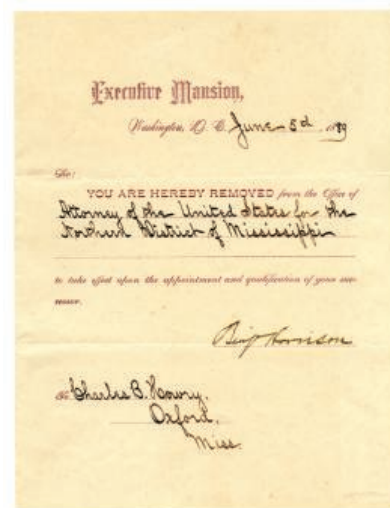 Executive Mansion,
Washington, D. C. June 5d 1889
Sir:
YOU ARE HEREBY REMOVED from the Office of
Attorney of the United States for the
Northern District of Mississippi
to take effect upon the appointment and qualification of your suc-
cessor.
Benj Harrison
To Charles B. Howry.
Oxford,
Miss.